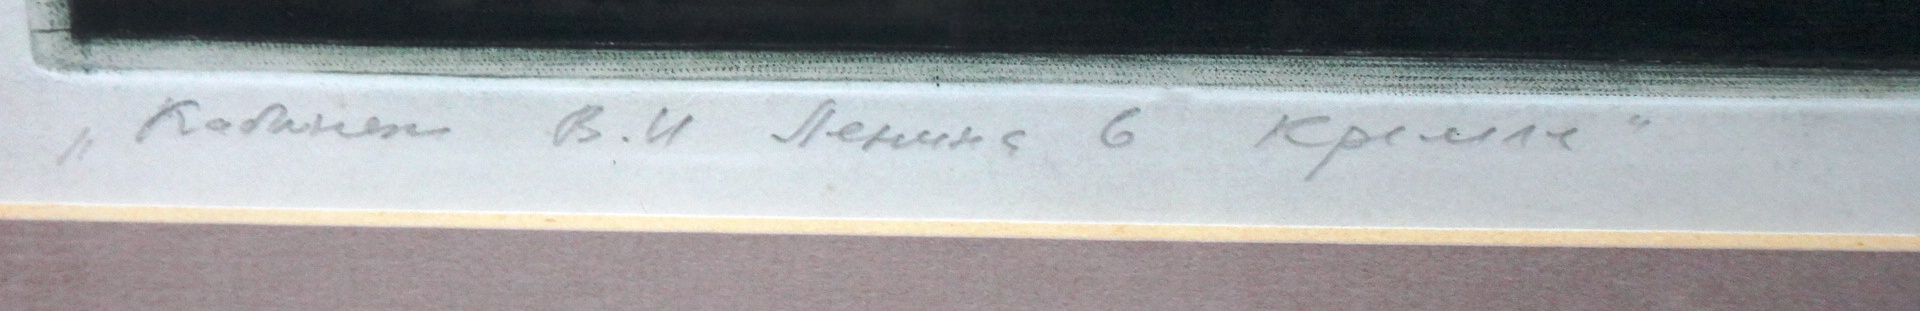 „Кабинет В.И Ленина в Кремле"